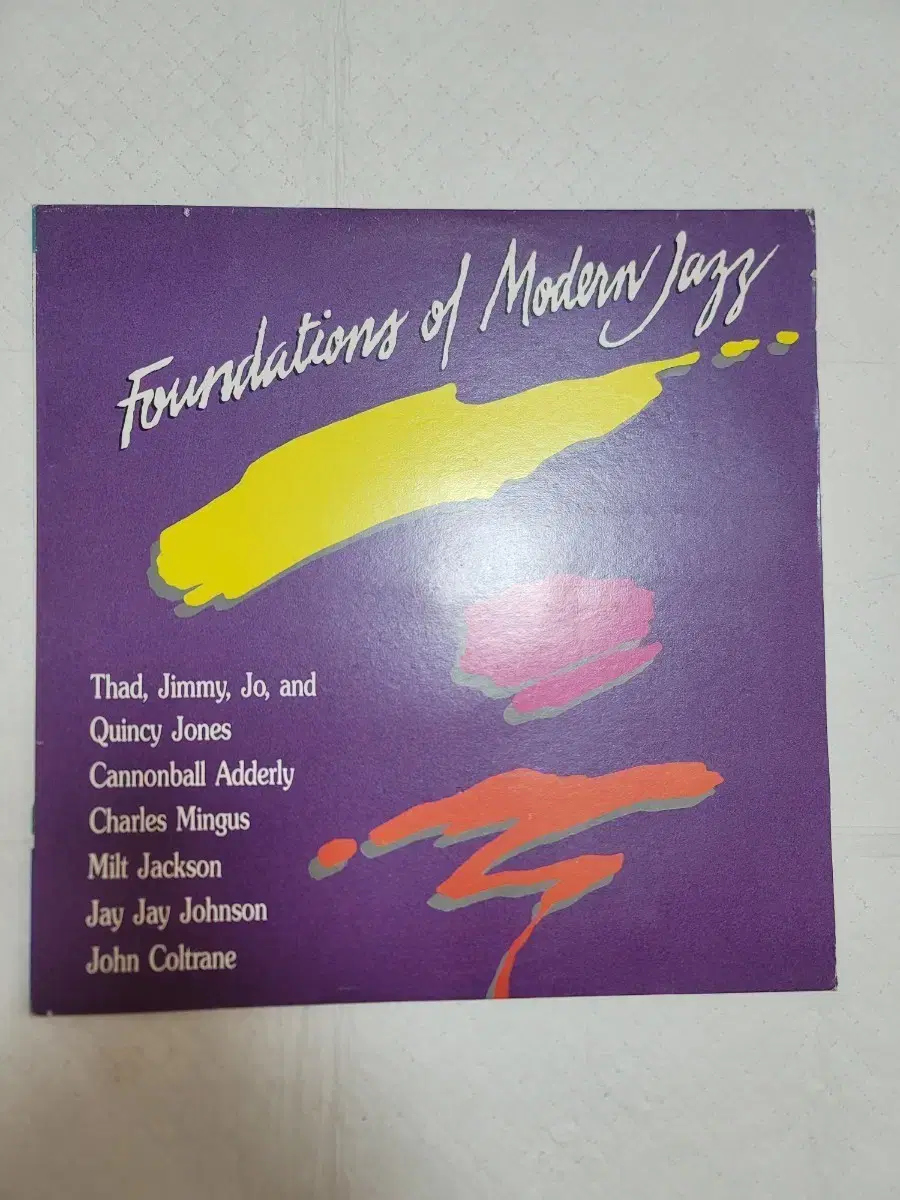 Foundations of Modern Jazz
Thad, Jimmy, Jo, and
Quincy Jones
Cannonball Adderly
Charles Mingus
Milt Jackson
Jay Jay Johnson
John Coltrane